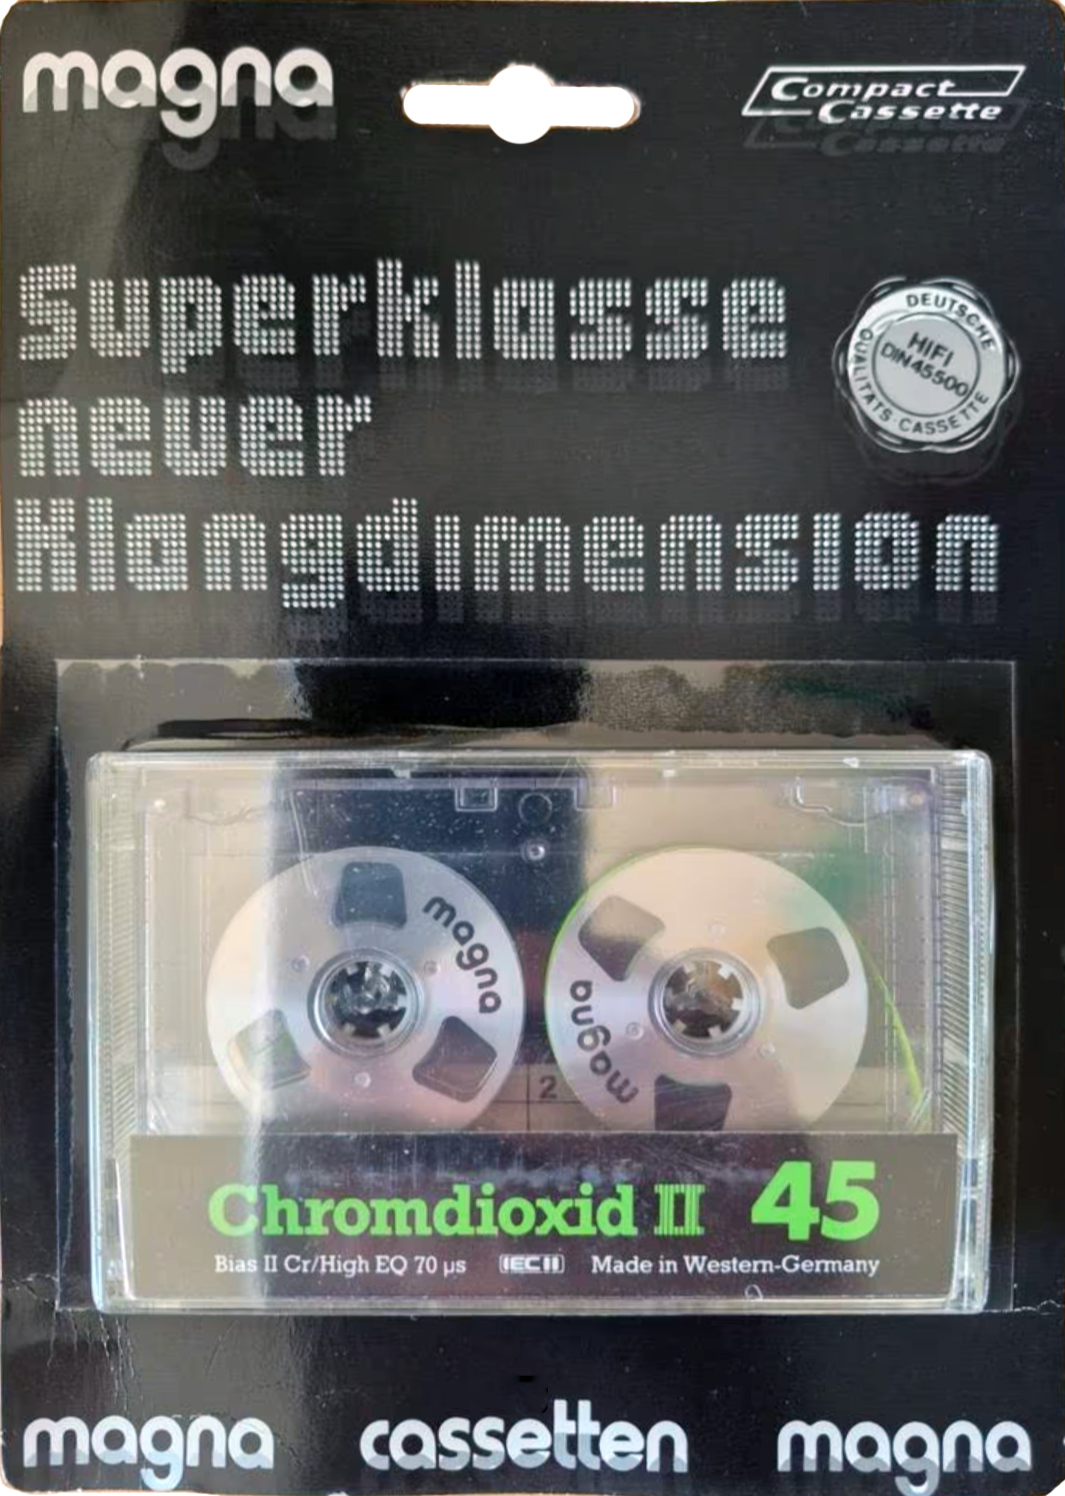 magna
Compact
Cassette
Superklasse
neuer
Klangdimension
DEUTSCHE
HIFI
DIN 45500
QUALITÄTS-CASSETTE
magna
magna
2
Chromdioxid II 45
Bias II Cr/High EQ 70 µs IEC II Made in Western-Germany
magna cassetten magna